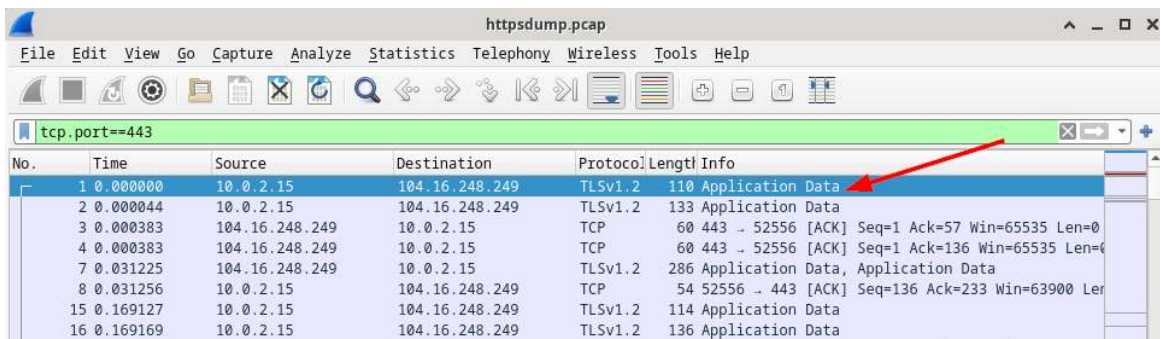 httpsdump.pcap
File Edit View Go Capture Analyze Statistics Telephony Wireless Tools Help
tcp.port==443
No. Time Source Destination Protocol Length Info
1 0.000000 10.0.2.15 104.16.248.249 TLSv1.2 110 Application Data
2 0.000044 10.0.2.15 104.16.248.249 TLSv1.2 133 Application Data
3 0.000383 104.16.248.249 10.0.2.15 TCP 60 443 → 52556 [ACK] Seq=1 Ack=57 Win=65535 Len=0
4 0.000383 104.16.248.249 10.0.2.15 TCP 60 443 → 52556 [ACK] Seq=1 Ack=136 Win=65535 Len=
7 0.031225 104.16.248.249 10.0.2.15 TLSv1.2 286 Application Data, Application Data
8 0.031256 10.0.2.15 104.16.248.249 TCP 54 52556 → 443 [ACK] Seq=136 Ack=233 Win=63900 Le
15 0.169127 10.0.2.15 104.16.248.249 TLSv1.2 114 Application Data
16 0.169169 10.0.2.15 104.16.248.249 TLSv1.2 136 Application Data